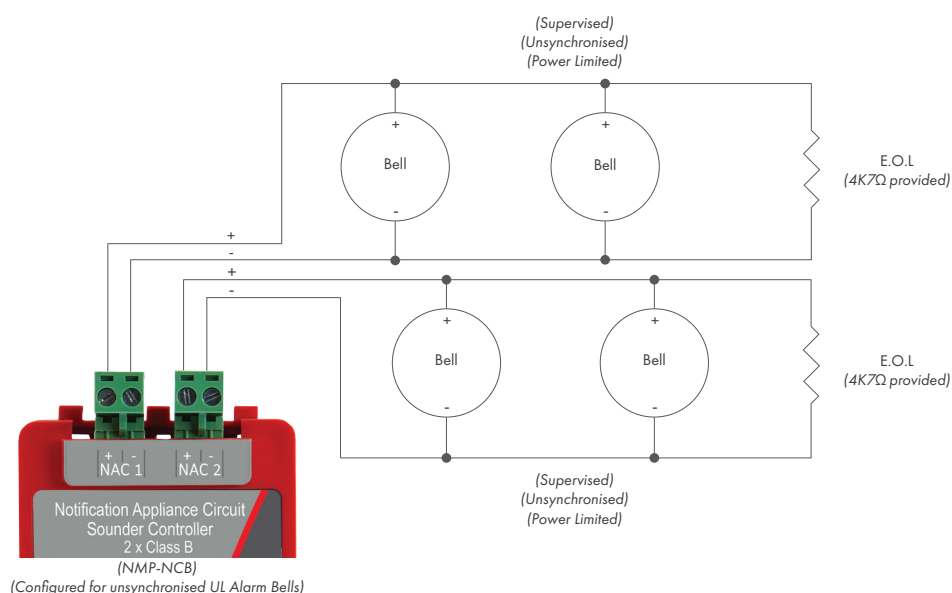 (Supervised)
(Unsynchronised)
(Power Limited)
+
+
Bell
Bell
-
-
E.O.L
(4K7Ω provided)
+
-
+
-
+
+
Bell
Bell
-
-
E.O.L
(4K7Ω provided)
+ - + -
NAC 1 NAC 2
(Supervised)
(Unsynchronised)
(Power Limited)
Notification Appliance Circuit
Sounder Controller
2 x Class B
(NMP-NCB)
(Configured for unsynchronised UL Alarm Bells)